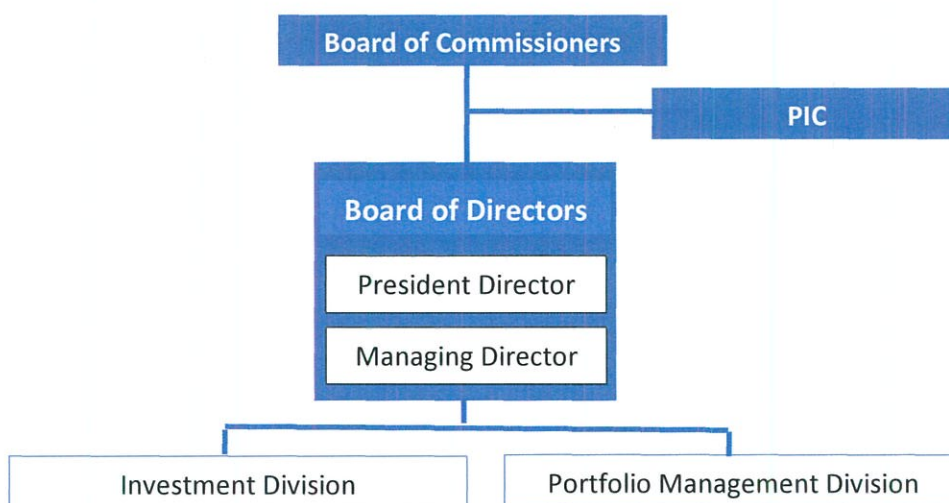 Board of Commissioners
PIC
Board of Directors
President Director
Managing Director
Investment Division
Portfolio Management Division